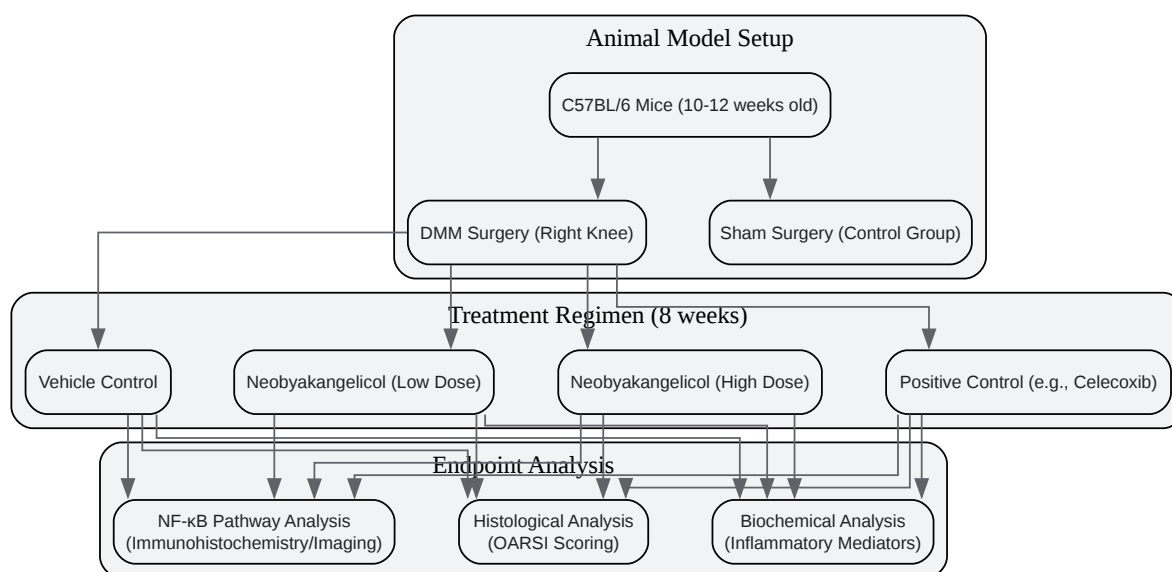 Animal Model Setup
C57BL/6 Mice (10-12 weeks old)
DMM Surgery (Right Knee)
Sham Surgery (Control Group)
Treatment Regimen (8 weeks)
Vehicle Control
Neobyakangelicol (Low Dose)
Neobyakangelicol (High Dose)
Positive Control (e.g., Celecoxib)
Endpoint Analysis
NF-κB Pathway Analysis
(Immunohistochemistry/Imaging)
Histological Analysis
(OARSI Scoring)
Biochemical Analysis
(Inflammatory Mediators)